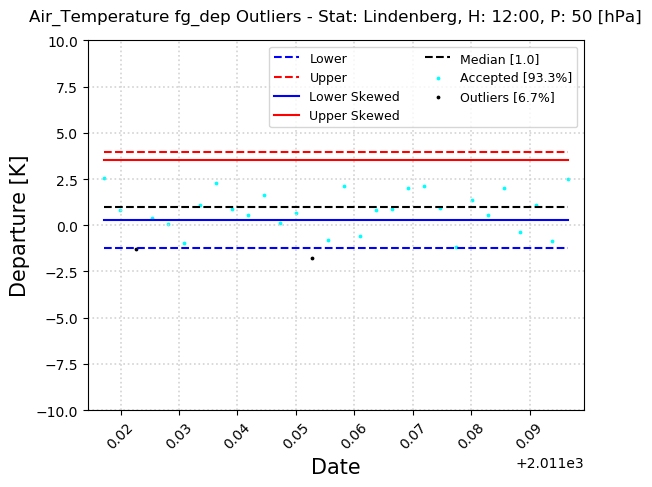 Air_Temperature fg_dep Outliers - Stat: Lindenberg, H: 12:00, P: 50 [hPa]
10.0
7.5
5.0
2.5
0.0
−2.5
−5.0
−7.5
−10.0
Departure [K]
Lower
Upper
Lower Skewed
Upper Skewed
Median [1.0]
Accepted [93.3%]
Outliers [6.7%]
0.02
0.03
0.04
0.05
0.06
0.07
0.08
0.09
+2.011e3
Date